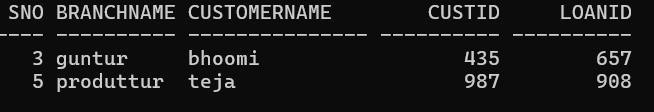 SNO BRANCHNAME CUSTOMERNAME CUSTID LOANID
---- ---------- --------------- ---------- ----------
3 guntur bhoomi 435 657
5 produttur teja 987 908